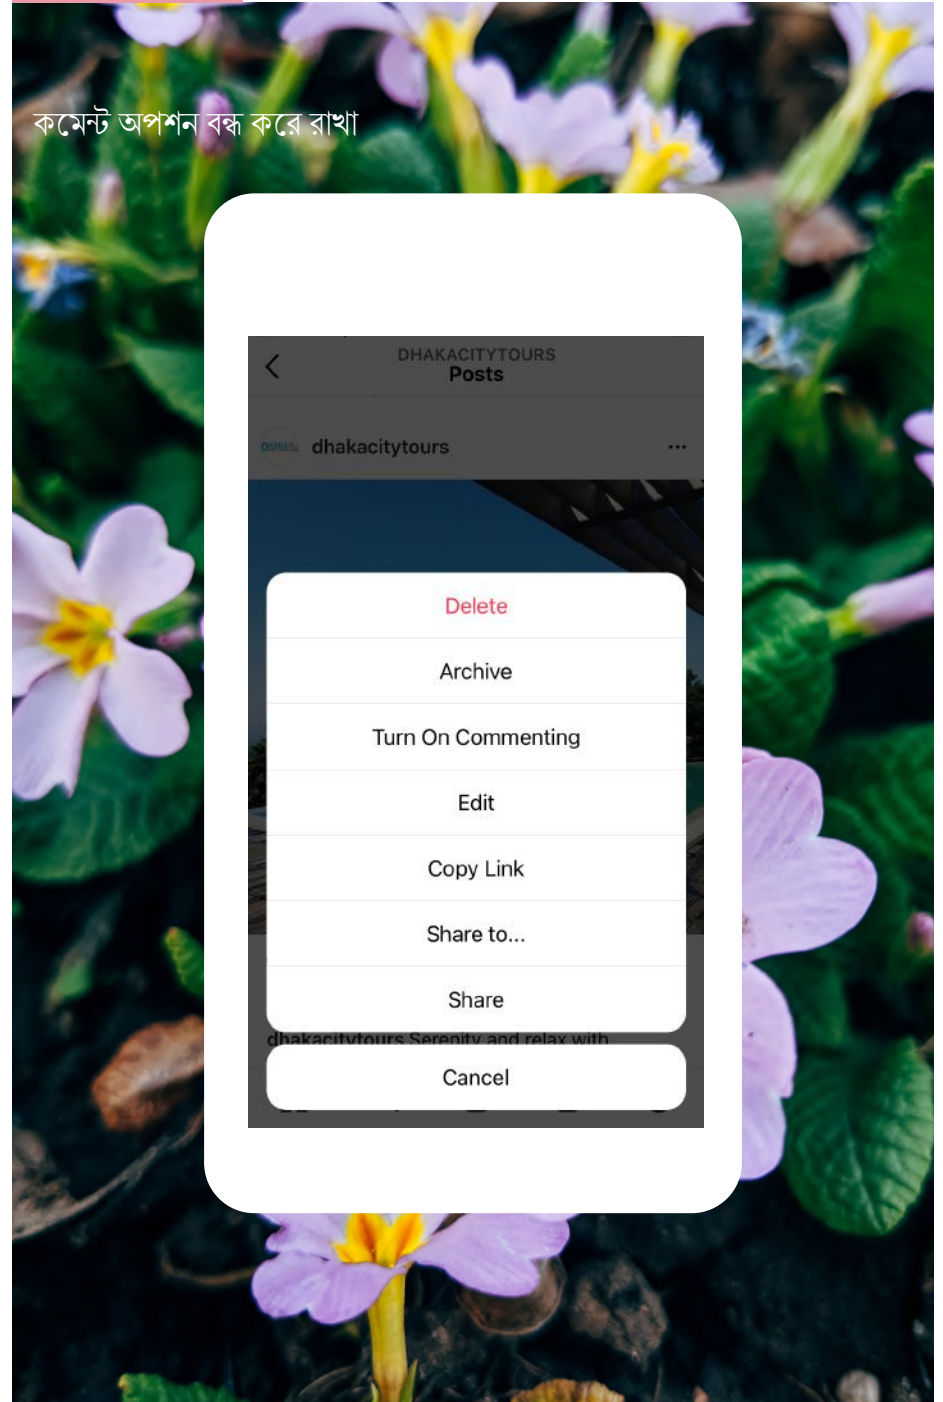 কমেন্ট অপশন বন্ধ করে রাখা
DHAKACITYTOURS
Posts
dhakacitytours
Delete
Archive
Turn On Commenting
Edit
Copy Link
Share to...
Share
dhakacitytours Serenity and relax with
Cancel